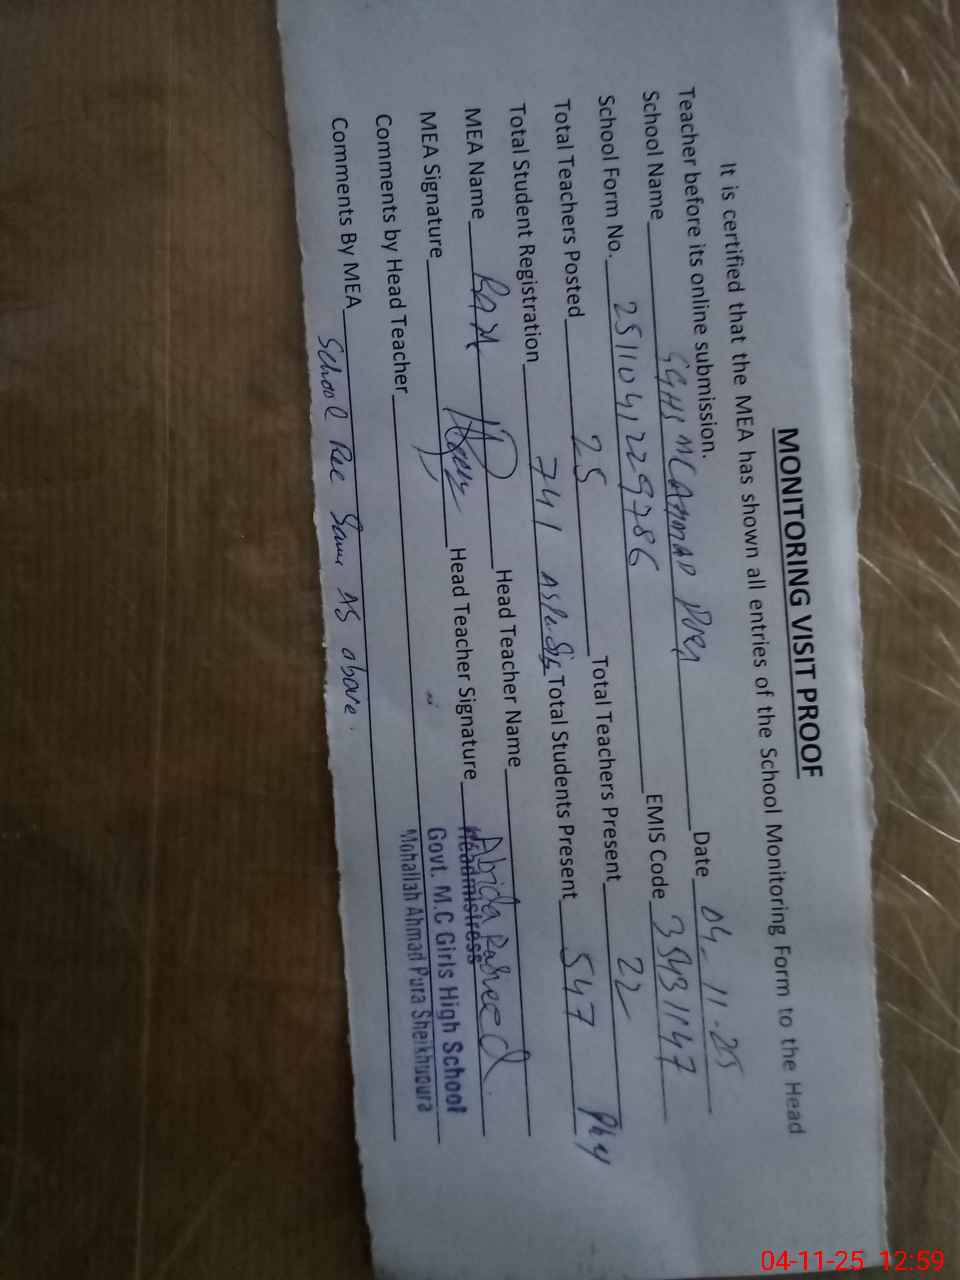 MONITORING VISIT PROOF
It is certified that the MEA has shown all entries of the School Monitoring Form to the Head
Teacher before its online submission.
School Name GGHS MC AHMAD PURA Date 04-11-25
School Form No. 251104122 9786 EMIS Code 35431147
Total Teachers Posted 25 Total Teachers Present 22
Total Student Registration 741 Total Students Present 547 Phy
MEA Name Head Teacher Name Abida Rasheed
MEA Signature Head Teacher Signature
Headmistress
Comments by Head Teacher
Govt. M.C Girls High School
Mohallah Ahmad Pura Sheikhupura
Comments By MEA School Rec Same As above.
04-11-25 12:59